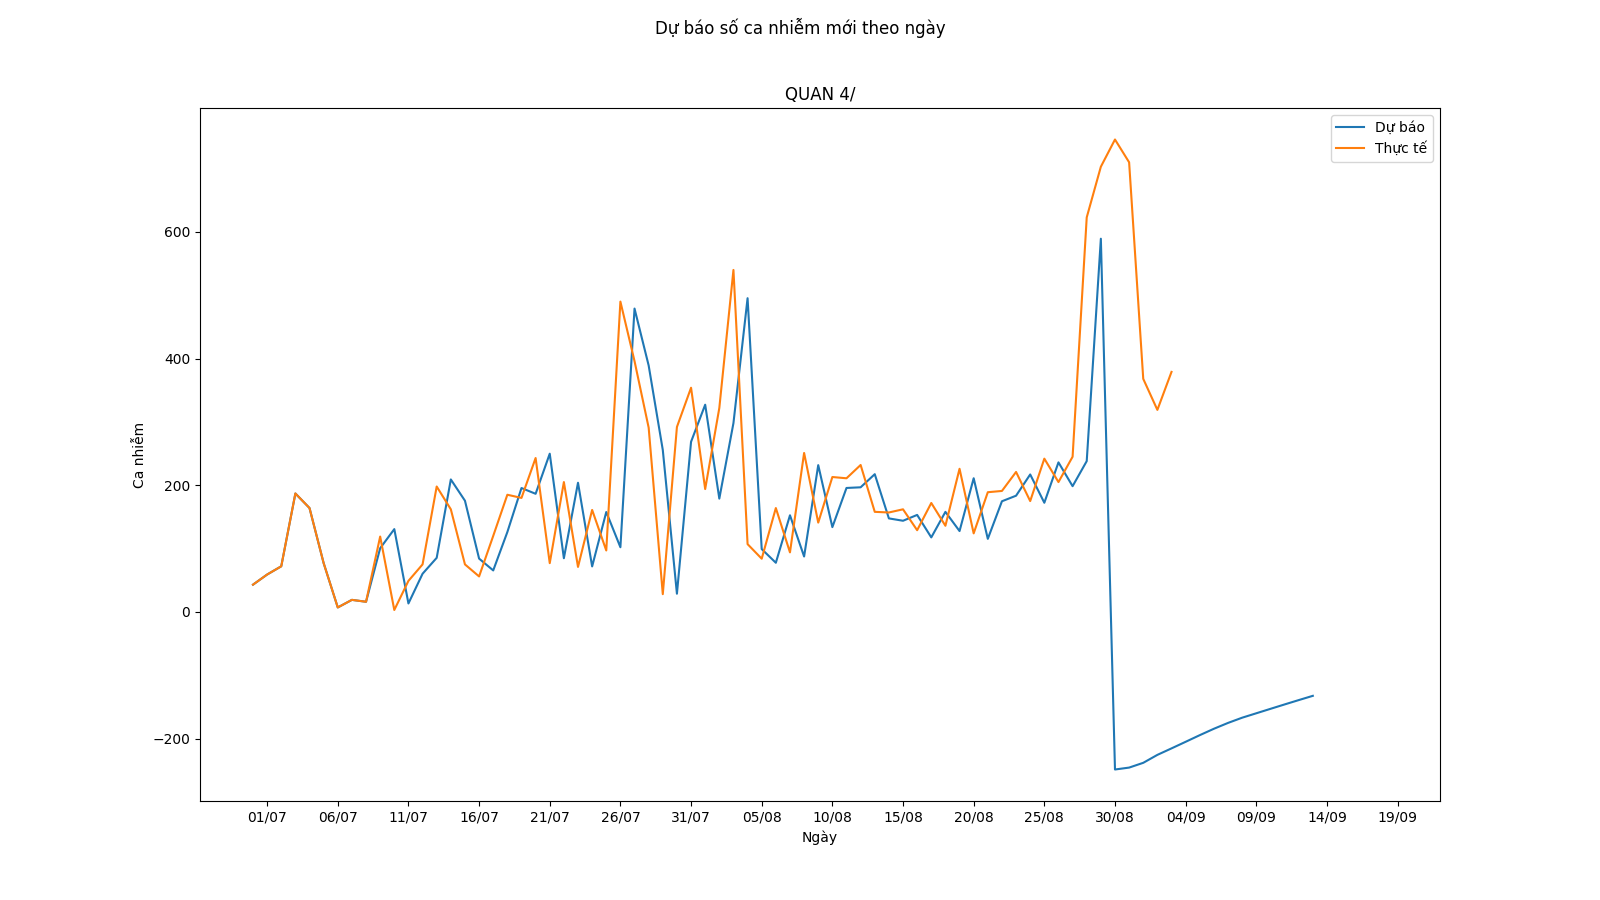 Dự báo số ca nhiễm mới theo ngày
QUAN 4/
Dự báo
Thực tế
Ca nhiễm
600
400
200
0
−200
01/07 06/07 11/07 16/07 21/07 26/07 31/07 05/08 10/08 15/08 20/08 25/08 30/08 04/09 09/09 14/09 19/09
Ngày